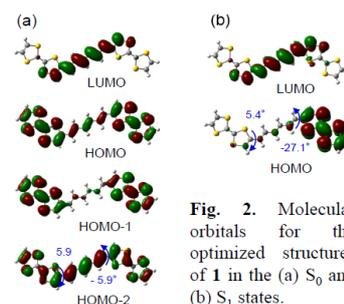 (a)
LUMO
HOMO
HOMO-1
5.9
- 5.9°
HOMO-2
(b)
LUMO
5.4°
-27.1°
HOMO
Fig. 2. Molecula
orbitals for th
optimized structure
of 1 in the (a) S0 an
(b) S1 states.